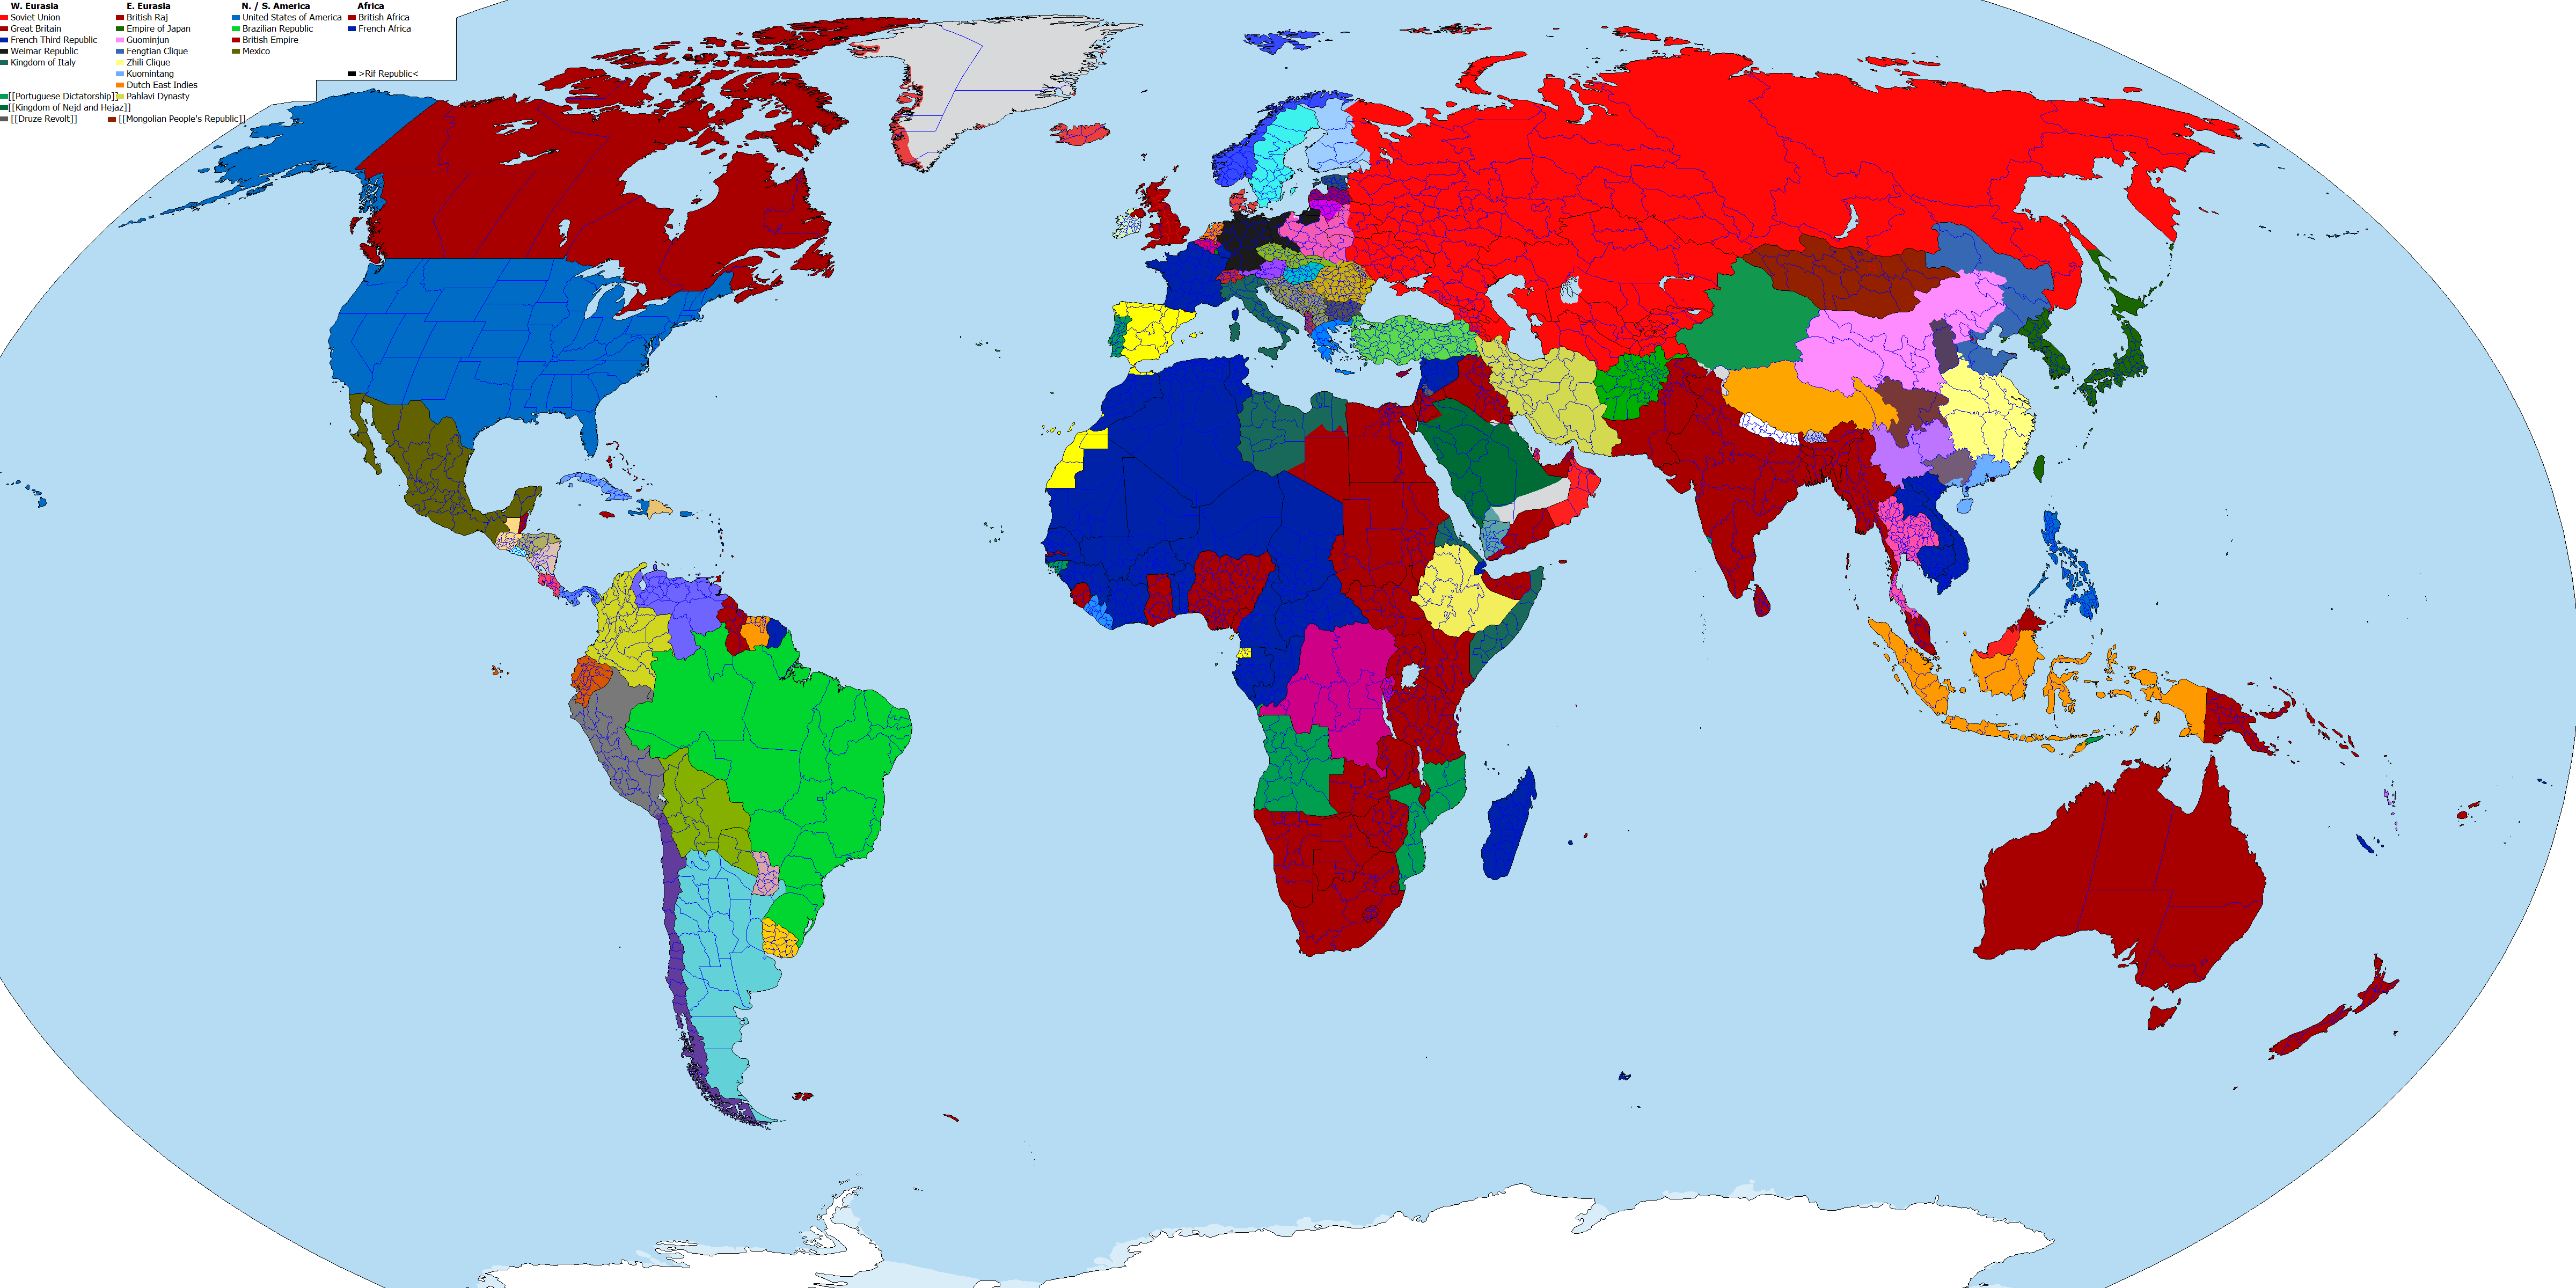 W. Eurasia E. Eurasia N. / S. America Africa
Soviet Union British Raj United States of America British Africa
Great Britain Empire of Japan Brazilian Republic French Africa
French Third Republic Guominjun British Empire
Weimar Republic Fengtian Clique Mexico
Kingdom of Italy Zhili Clique
Kuomintang >Rif Republic<
Dutch East Indies
[[Portuguese Dictatorship]] Pahlavi Dynasty
[[Kingdom of Nejd and Hejaz]]
[[Druze Revolt]] [[Mongolian People's Republic]]